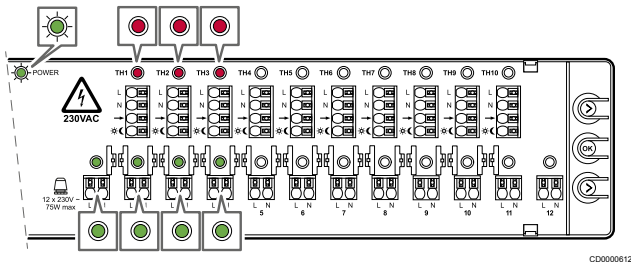 POWER
TH1 TH2 TH3 TH4 TH5 TH6 TH7 TH8 TH9 TH10
230VAC
L L L L L L L L L L
N N N N N N N N N N
OK
12 x 230V ~
75W max
L N L N L N L N L N L N L N L N L N L N L N L N
5 6 7 8 9 10 11 12
CD0000612